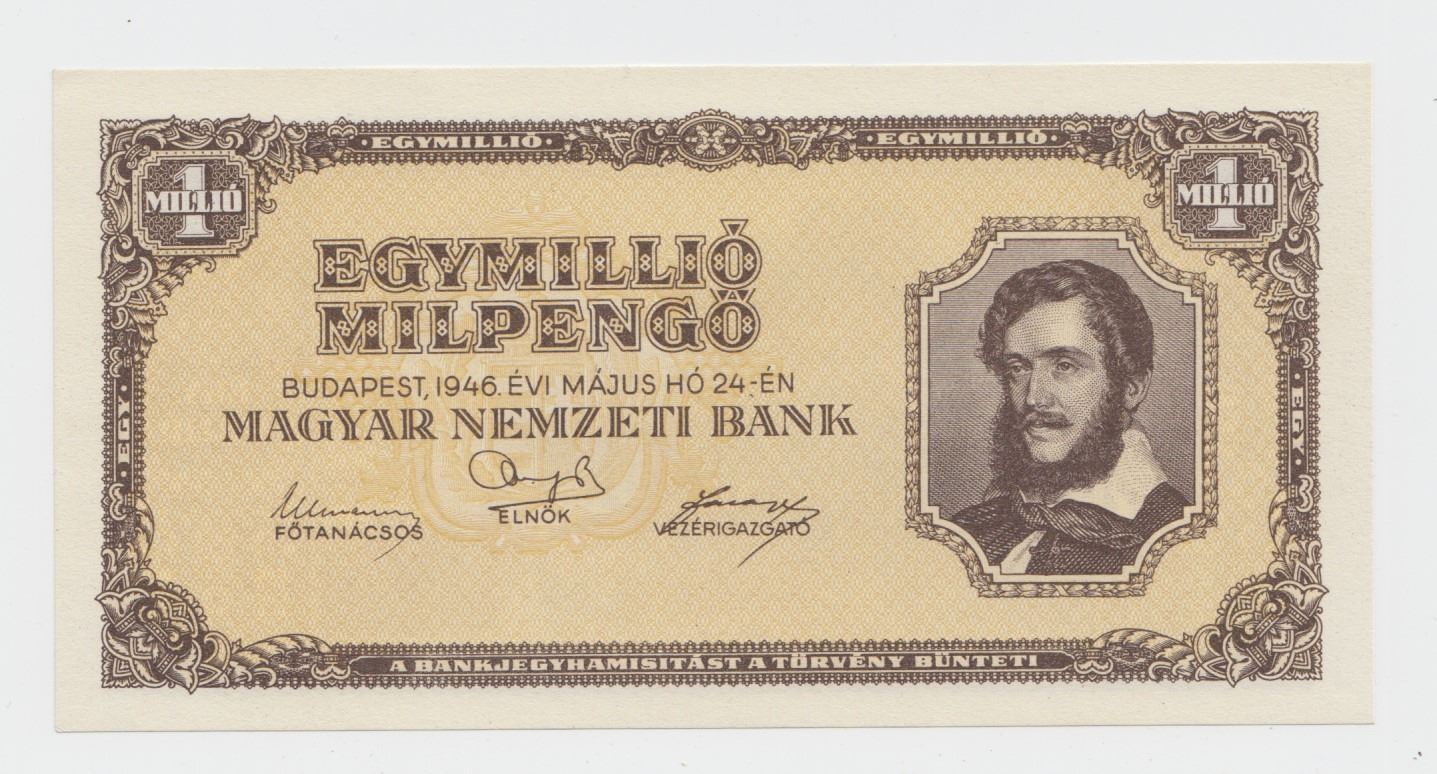 ·EGYMILLIÓ·
·EGYMILLIÓ·
1
MILLIÓ
1
MILLIÓ
EGYMILLIÓ
MILPENGŐ
BUDAPEST, 1946. ÉVI MÁJUS HÓ 24-ÉN
MAGYAR NEMZETI BANK
FŐTANÁCSOS
ELNÖK
VEZÉRIGAZGATÓ
·EGY·
·EGY·
A BANKJEGYHAMISITÁST A TÖRVÉNY BÜNTETI